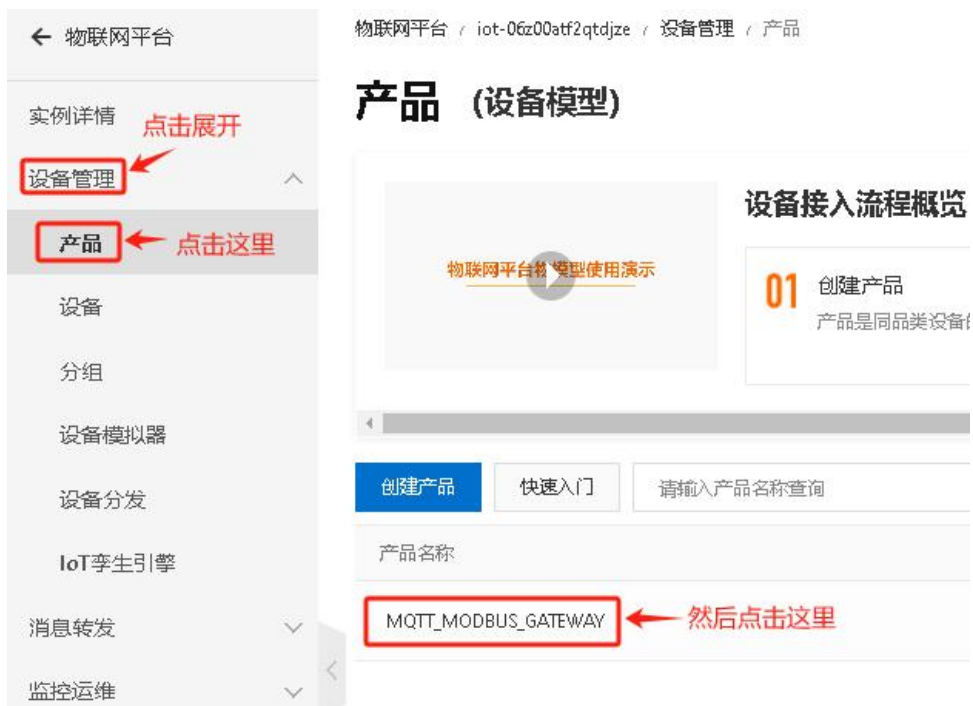 物联网平台
实例详情
点击展开
设备管理
产品
点击这里
设备
分组
设备模拟器
设备分发
IoT孪生引擎
消息转发
监控运维
物联网平台 / iot-06z00atf2qtdjze / 设备管理 / 产品
产品 (设备模型)
物联网平台物模型使用演示
设备接入流程概览
01 创建产品
产品是同品类设备的
创建产品 快速入门 请输入产品名称查询
产品名称
MQTT_MODBUS_GATEWAY 然后点击这里